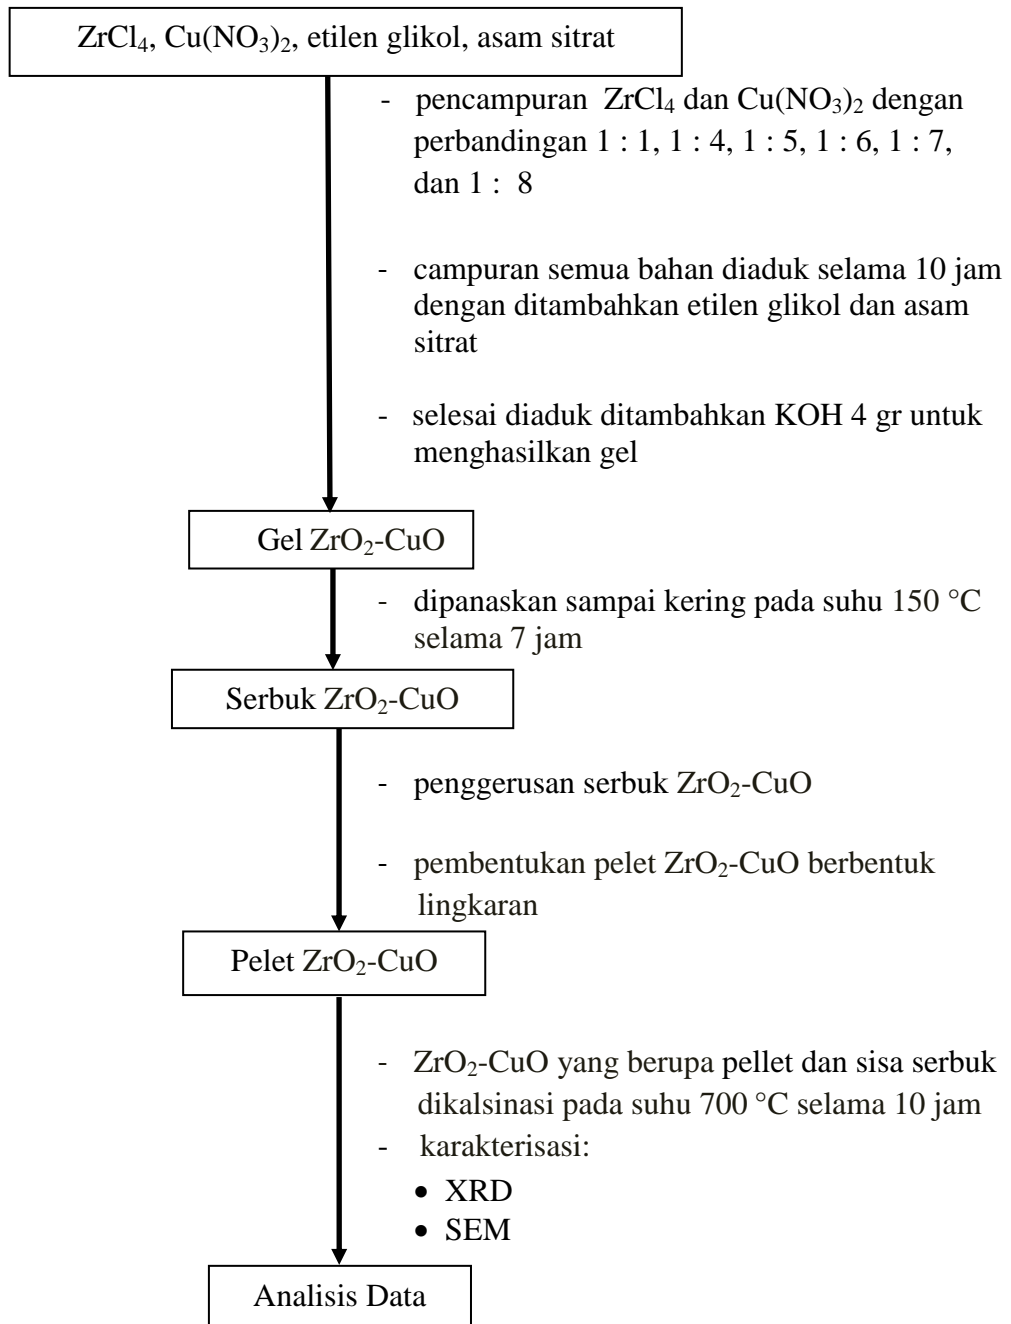 ZrCl₄, Cu(NO₃)₂, etilen glikol, asam sitrat
- pencampuran ZrCl₄ dan Cu(NO₃)₂ dengan
perbandingan 1 : 1, 1 : 4, 1 : 5, 1 : 6, 1 : 7,
dan 1 : 8
- campuran semua bahan diaduk selama 10 jam
dengan ditambahkan etilen glikol dan asam
sitrat
- selesai diaduk ditambahkan KOH 4 gr untuk
menghasilkan gel
Gel ZrO₂-CuO
- dipanaskan sampai kering pada suhu 150 °C
selama 7 jam
Serbuk ZrO₂-CuO
- penggerusan serbuk ZrO₂-CuO
- pembentukan pelet ZrO₂-CuO berbentuk
lingkaran
Pelet ZrO₂-CuO
- ZrO₂-CuO yang berupa pellet dan sisa serbuk
dikalsinasi pada suhu 700 °C selama 10 jam
- karakterisasi:
• XRD
• SEM
Analisis Data